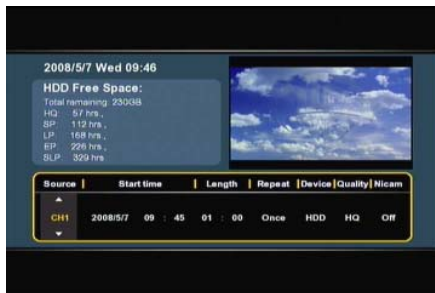 2008/5/7 Wed 09:46
HDD Free Space:
Total remaining: 230GB
HQ: 57 hrs ,
SP: 112 hrs ,
LP: 168 hrs ,
EP: 226 hrs ,
SLP: 329 hrs
Source | Start time | Length | Repeat | Device | Quality | Nicam
CH1 2008/5/7 09 : 45 01 : 00 Once HDD HQ Off